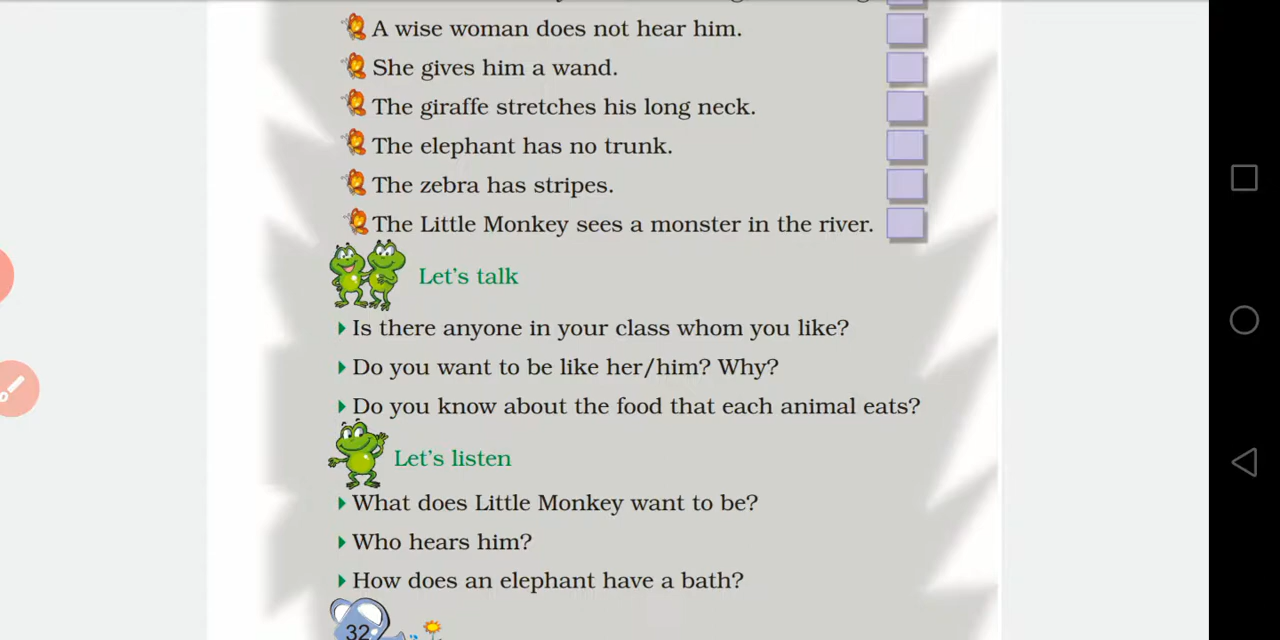 A wise woman does not hear him.
She gives him a wand.
The giraffe stretches his long neck.
The elephant has no trunk.
The zebra has stripes.
The Little Monkey sees a monster in the river.
Let's talk
Is there anyone in your class whom you like?
Do you want to be like her/him? Why?
Do you know about the food that each animal eats?
Let's listen
What does Little Monkey want to be?
Who hears him?
How does an elephant have a bath?
32